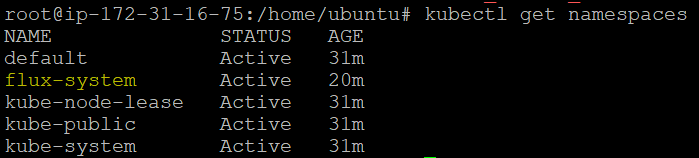 root@ip-172-31-16-75:/home/ubuntu# kubectl get namespaces
NAME STATUS AGE
default Active 31m
flux-system Active 20m
kube-node-lease Active 31m
kube-public Active 31m
kube-system Active 31m